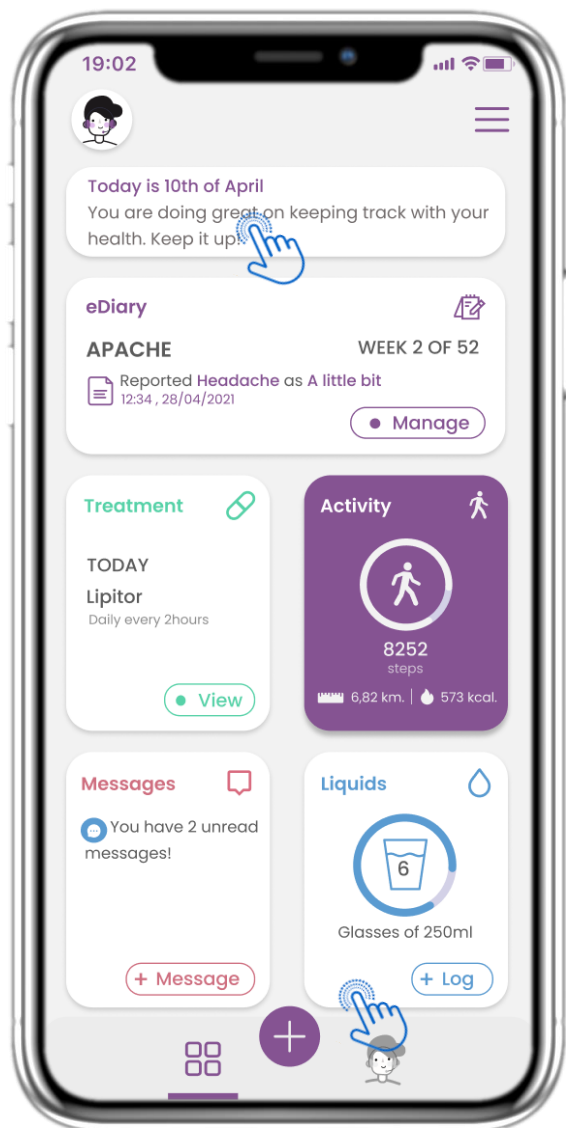 19:02
Today is 10th of April
You are doing great on keeping track with your
health. Keep it up!
eDiary
APACHE
WEEK 2 OF 52
Reported Headache as A little bit
12:34 , 28/04/2021
Manage
Treatment
TODAY
Lipitor
Daily every 2hours
View
Activity
8252
steps
6,82 km.
573 kcal.
Messages
You have 2 unread
messages!
+ Message
Liquids
6
Glasses of 250ml
+ Log